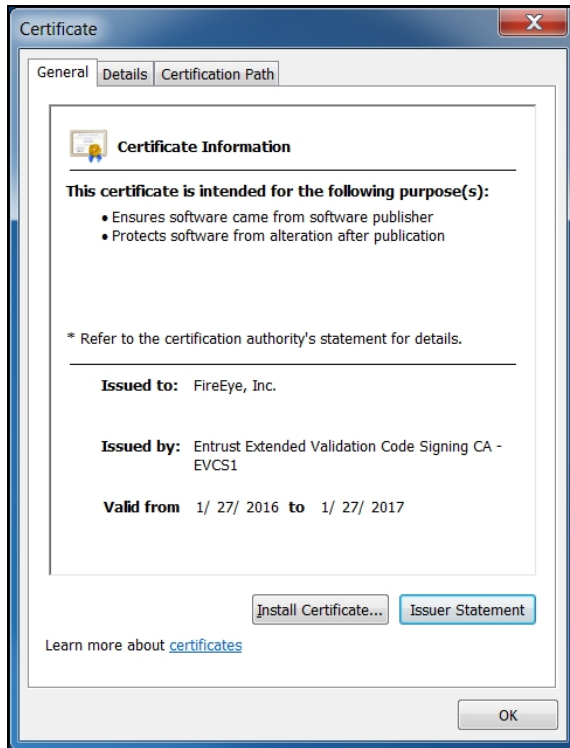 Certificate
X
General Details Certification Path
Certificate Information
This certificate is intended for the following purpose(s):
• Ensures software came from software publisher
• Protects software from alteration after publication
* Refer to the certification authority's statement for details.
Issued to: FireEye, Inc.
Issued by: Entrust Extended Validation Code Signing CA -
EVCS1
Valid from 1/ 27/ 2016 to 1/ 27/ 2017
Install Certificate... Issuer Statement
Learn more about certificates
OK